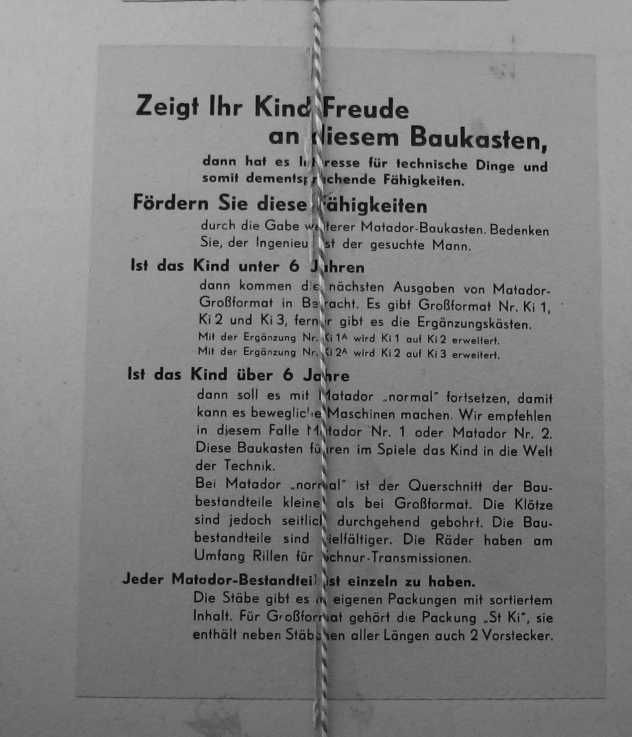 Zeigt Ihr Kind Freude
an diesem Baukasten,
dann hat es Interesse für technische Dinge und
somit dementsprechende Fähigkeiten.
Fördern Sie diese Fähigkeiten
durch die Gabe weiterer Matador-Baukasten. Bedenken
Sie, der Ingenieur ist der gesuchte Mann.
Ist das Kind unter 6 Jahren
dann kommen die nächsten Ausgaben von Matador-
Großformat in Betracht. Es gibt Großformat Nr. Ki 1,
Ki 2 und Ki 3, ferner gibt es die Ergänzungskästen.
Mit der Ergänzung Nr. Ki 1A wird Ki 1 auf Ki 2 erweitert.
Mit der Ergänzung Nr. Ki 2A wird Ki 2 auf Ki 3 erweitert.
Ist das Kind über 6 Jahre
dann soll es mit Matador „normal" fortsetzen, damit
kann es bewegliche Maschinen machen. Wir empfehlen
in diesem Falle Matador Nr. 1 oder Matador Nr. 2.
Diese Baukasten führen im Spiele das Kind in die Welt
der Technik.
Bei Matador „normal" ist der Querschnitt der Bau-
bestandteile kleiner als bei Großformat. Die Klötze
sind jedoch seitlich durchgehend gebohrt. Die Bau-
bestandteile sind vielfältiger. Die Räder haben am
Umfang Rillen für Schnur-Transmissionen.
Jeder Matador-Bestandteil ist einzeln zu haben.
Die Stäbe gibt es in eigenen Packungen mit sortiertem
Inhalt. Für Großformat gehört die Packung „St Ki", sie
enthält neben Stäbchen aller Längen auch 2 Vorstecker.